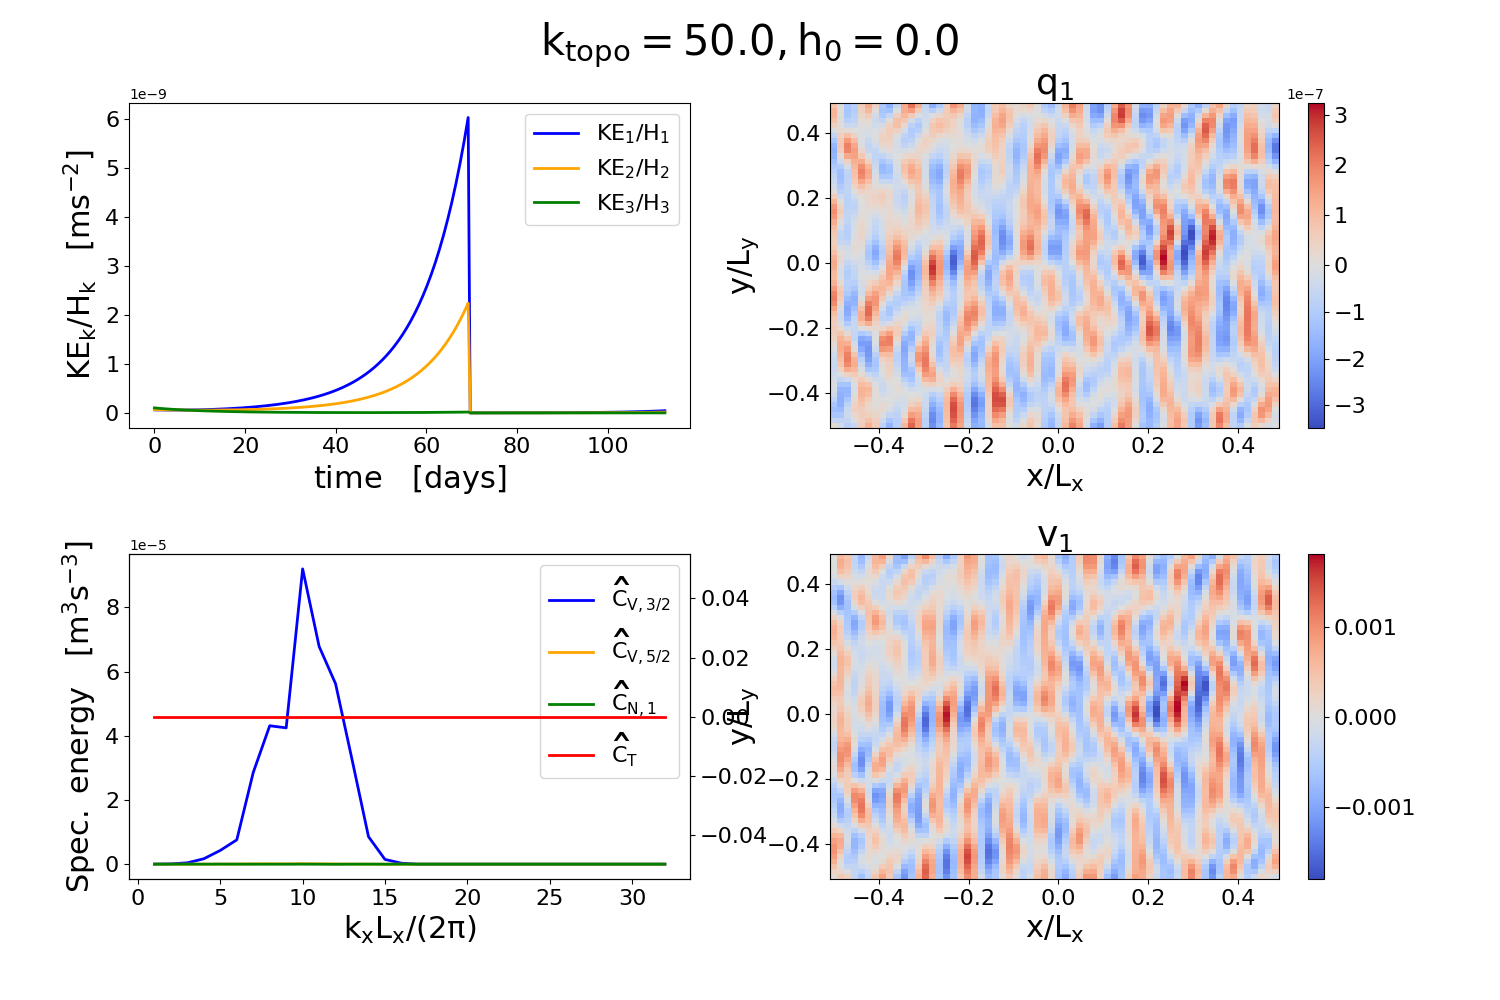 k_topo = 50.0, h_0 = 0.0
1e−9
KE_k/H_k [ms^−2]
6
5
4
3
2
1
0
KE_1/H_1
KE_2/H_2
KE_3/H_3
0 20 40 60 80 100
time [days]
q_1
1e−7
y/L_y
0.4
0.2
0.0
−0.2
−0.4
−0.4 −0.2 0.0 0.2 0.4
x/L_x
3
2
1
0
−1
−2
−3
1e−5
Spec. energy [m^3s^−3]
8
6
4
2
0
Ĉ_V,3/2
Ĉ_V,5/2
Ĉ_N,1
Ĉ_T
0.04
0.02
0.00
−0.02
−0.04
0 5 10 15 20 25 30
k_xL_x/(2π)
v_1
y/L_y
0.4
0.2
0.0
−0.2
−0.4
−0.4 −0.2 0.0 0.2 0.4
x/L_x
0.001
0.000
−0.001